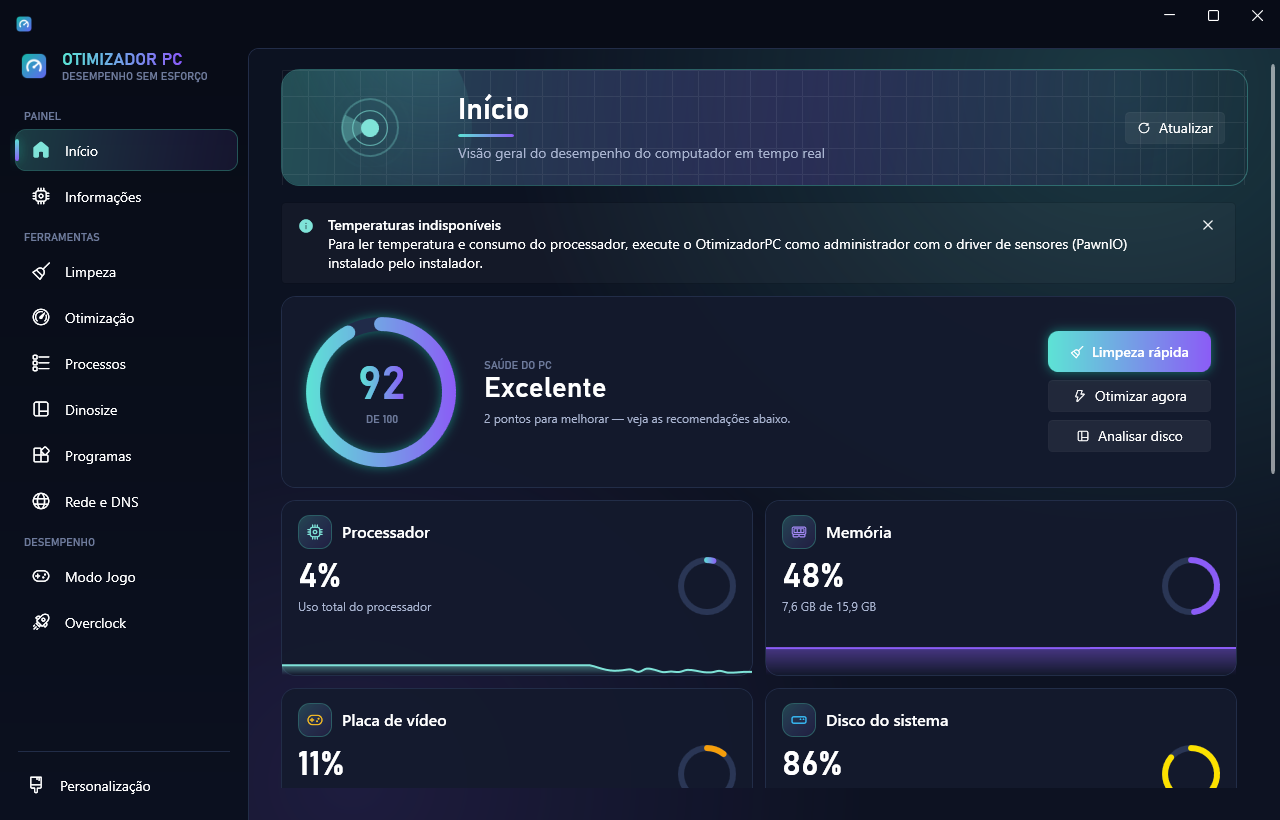 OTIMIZADOR PC
DESEMPENHO SEM ESFORÇO
PAINEL
Início
Informações
FERRAMENTAS
Limpeza
Otimização
Processos
Dinosize
Programas
Rede e DNS
DESEMPENHO
Modo Jogo
Overclock
Personalização
Início
Visão geral do desempenho do computador em tempo real
Atualizar
Temperaturas indisponíveis
Para ler temperatura e consumo do processador, execute o OtimizadorPC como administrador com o driver de sensores (PawnIO)
instalado pelo instalador.
92
DE 100
SAÚDE DO PC
Excelente
2 pontos para melhorar — veja as recomendações abaixo.
Limpeza rápida
Otimizar agora
Analisar disco
Processador
4%
Uso total do processador
Memória
48%
7,6 GB de 15,9 GB
Placa de vídeo
11%
Disco do sistema
86%